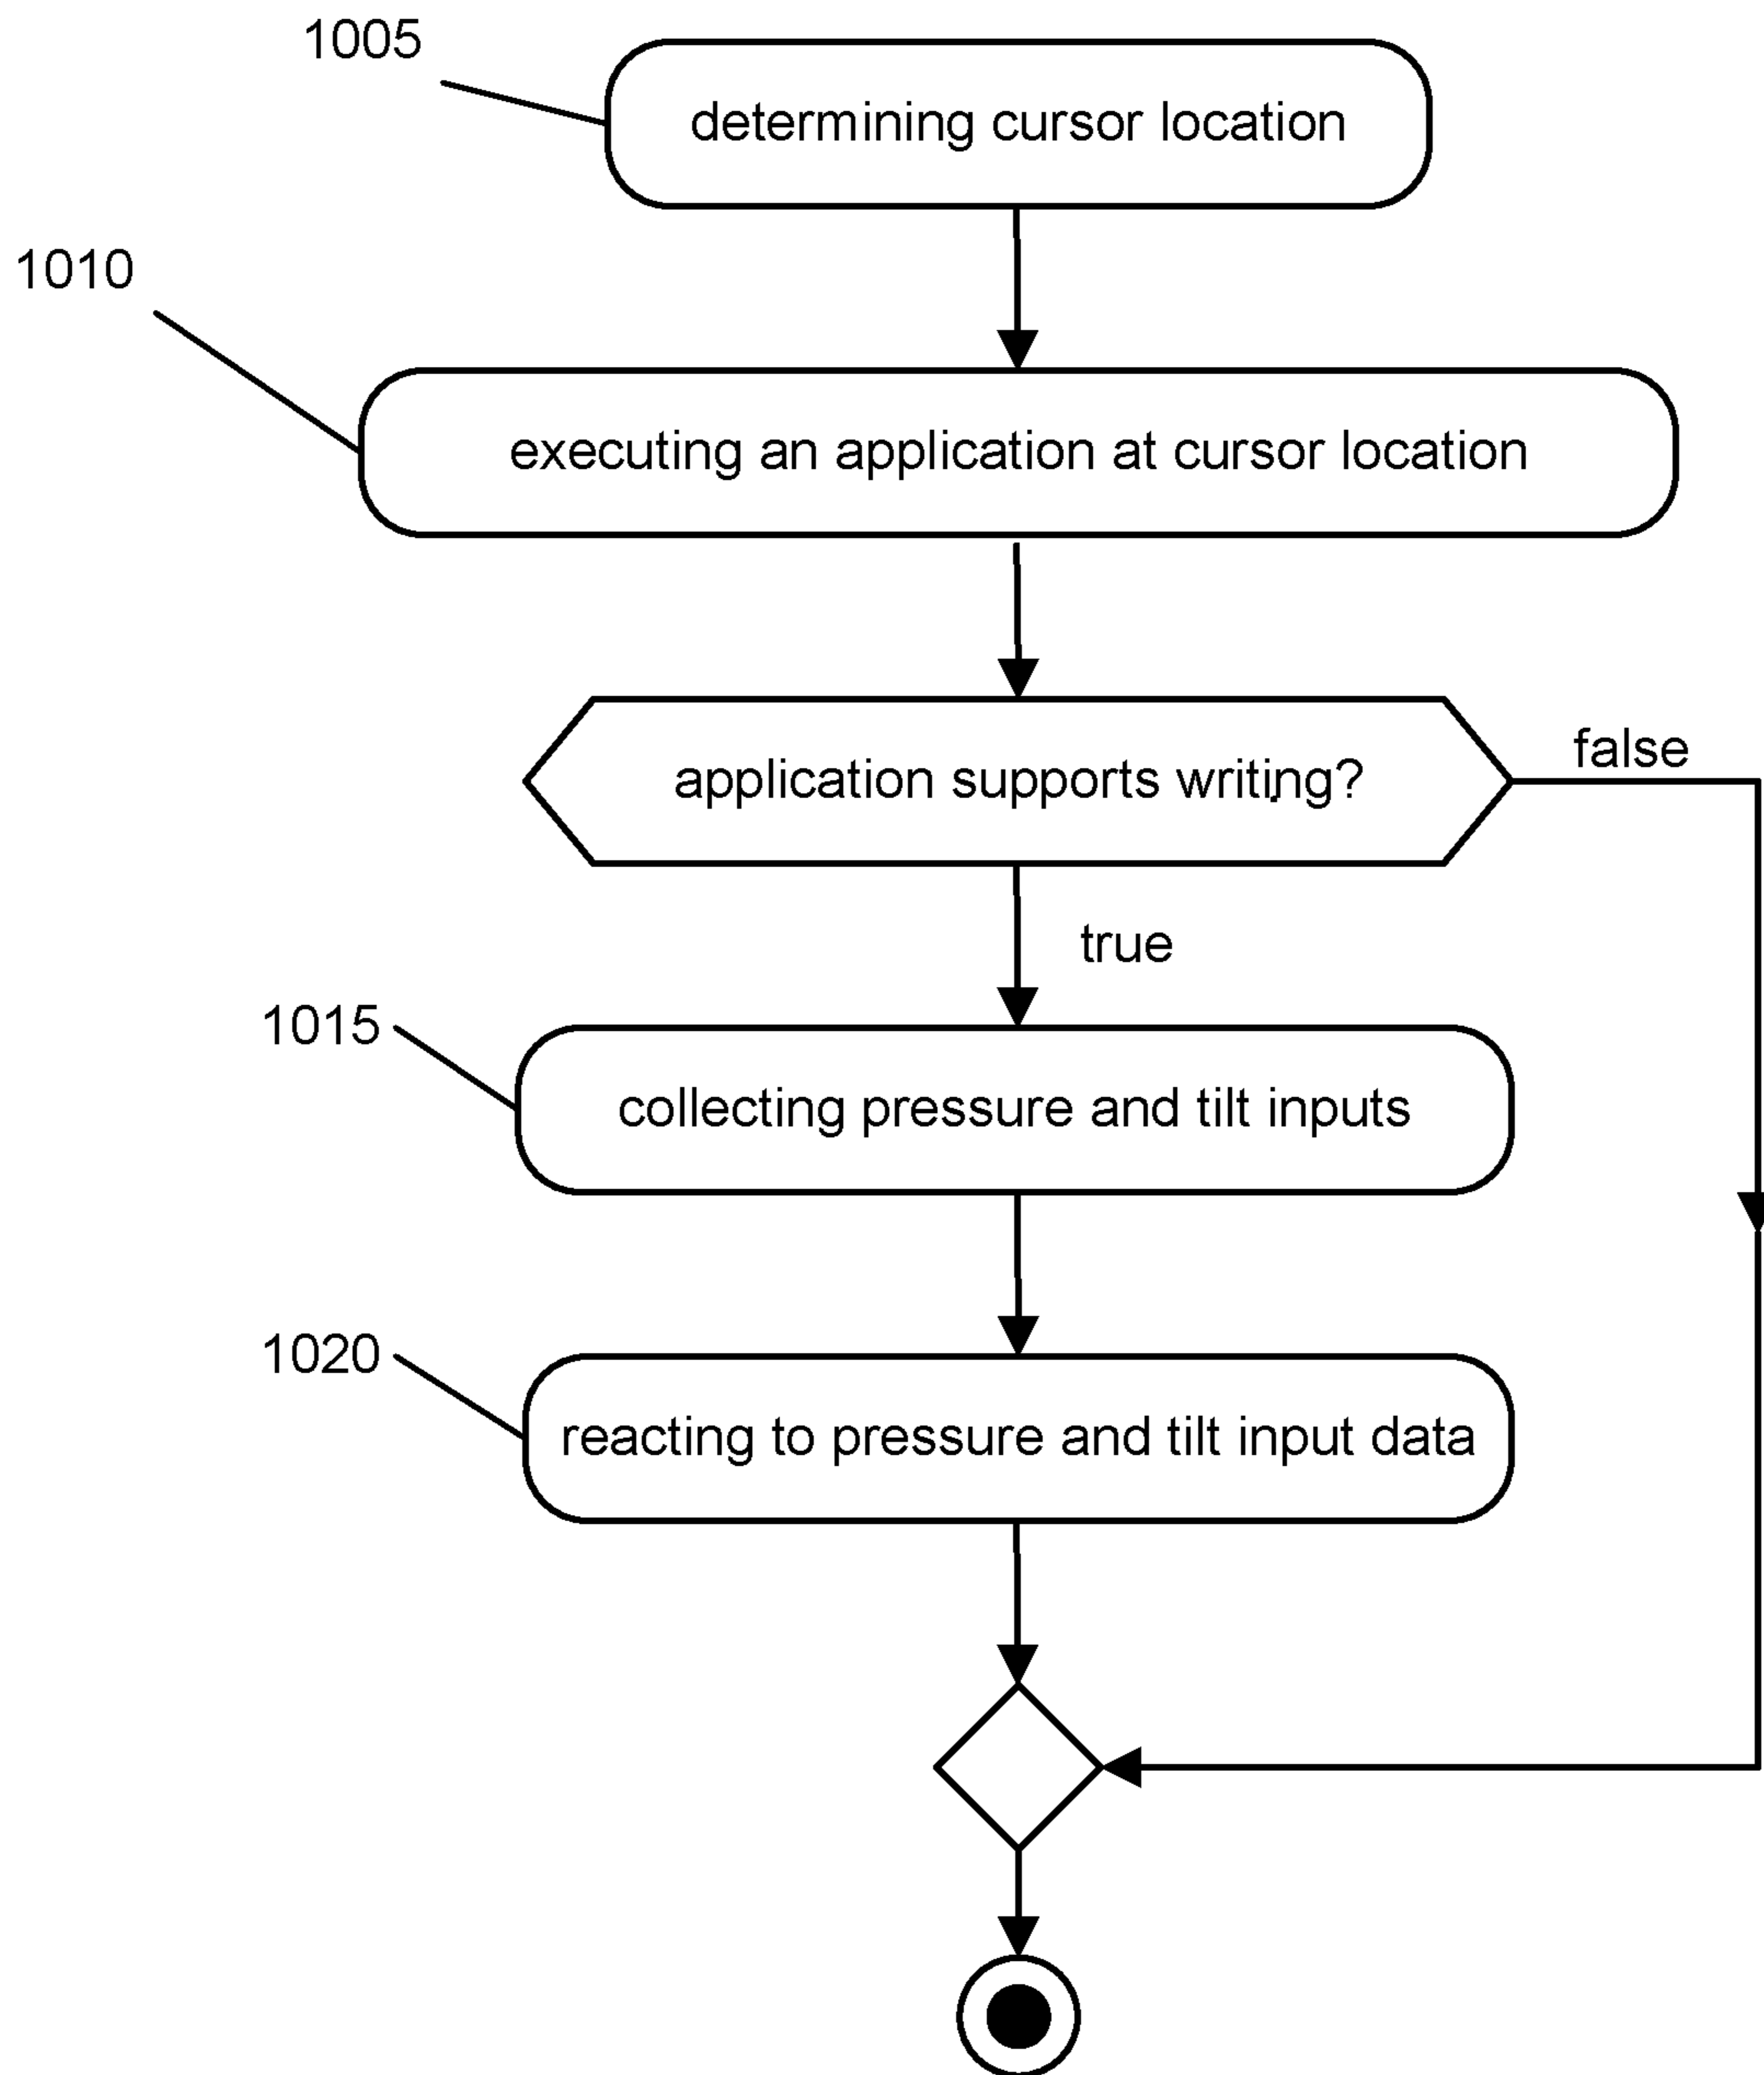 1005
determining cursor location
1010
executing an application at cursor location
application supports writing?
false
true
1015
collecting pressure and tilt inputs
1020
reacting to pressure and tilt input data